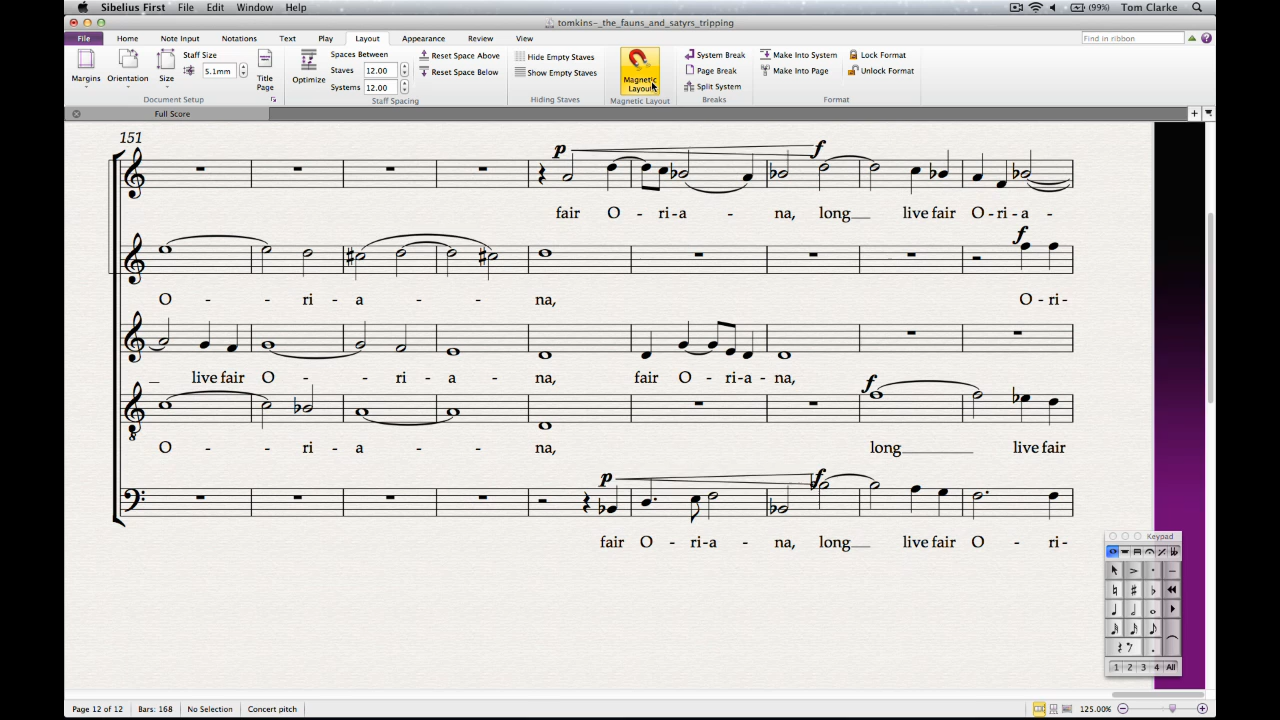 Sibelius First File Edit Window Help (99%) Tom Clarke
tomkins-_the_fauns_and_satyrs_tripping
File Home Note Input Notations Text Play Layout Appearance Review View Find in ribbon
Margins Orientation Size Staff Size 5.1mm Title Page
Document Setup
Optimize Spaces Between Staves 12.00 Systems 12.00 Reset Space Above Reset Space Below
Staff Spacing
Hide Empty Staves
Show Empty Staves
Hiding Staves
Magnetic Layout
Magnetic Layout
System Break
Page Break
Split System
Breaks
Make Into System
Make Into Page
Lock Format
Unlock Format
Format
Full Score
151
p f
fair O - ri - a - na, long__ live fair O - ri - a -
f
O - - ri - a - - na, O - ri -
_ live fair O - - ri - a - na, fair O - ri - a - na,
f
8
O - - ri - a - - na, long____ live fair
p f
fair O - ri - a - na, long__ live fair O - ri -
Keypad
1 2 3 4 All
Page 12 of 12 Bars: 168 No Selection Concert pitch 125.00%